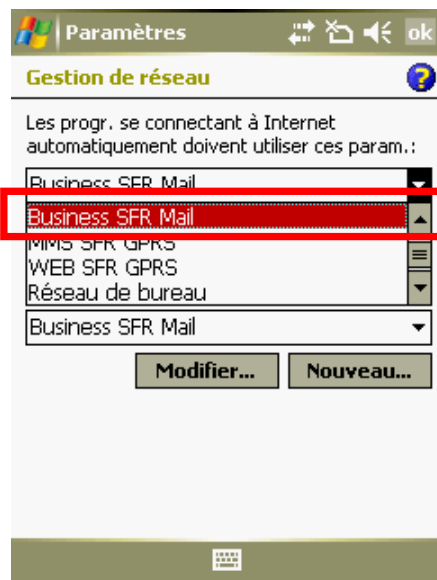 Paramètres ok
Gestion de réseau
Les progr. se connectant à Internet
automatiquement doivent utiliser ces param.:
Business SFR Mail
Business SFR Mail
MMS SFR GPRS
WEB SFR GPRS
Réseau de bureau
Business SFR Mail
Modifier... Nouveau...